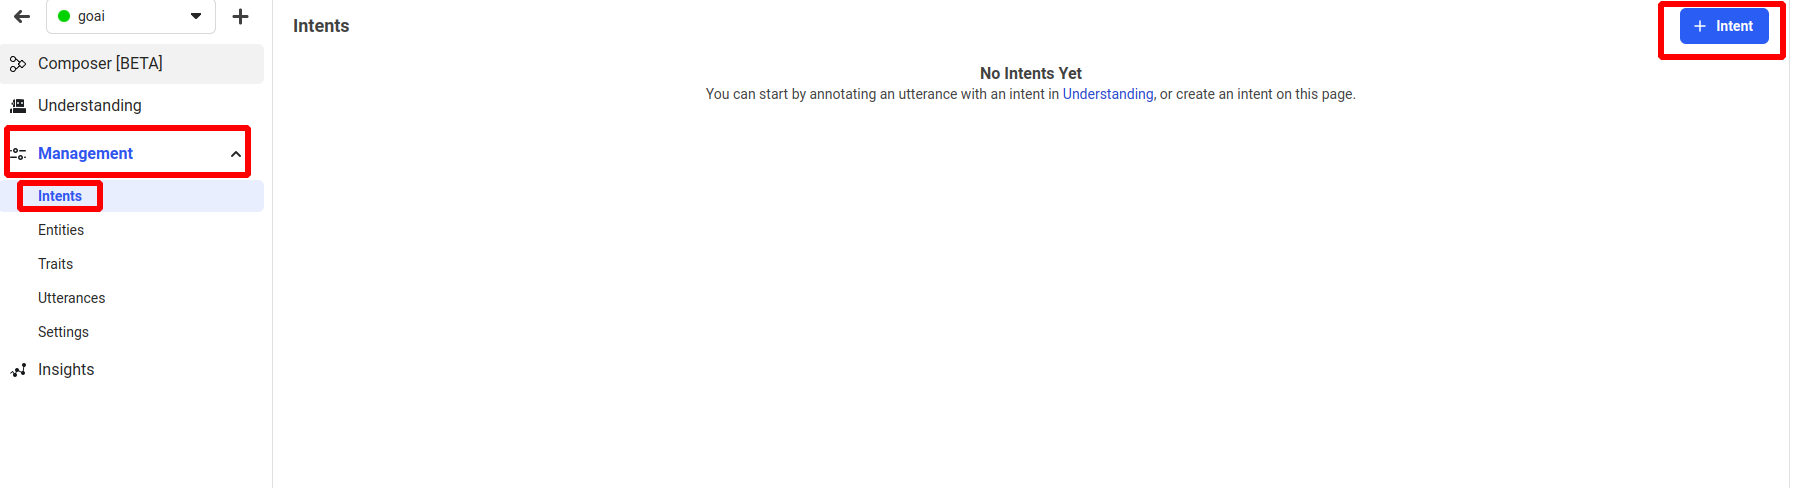 goai
Composer [BETA]
Understanding
Management
Intents
Entities
Traits
Utterances
Settings
Insights
Intents
+ Intent
No Intents Yet
You can start by annotating an utterance with an intent in Understanding, or create an intent on this page.